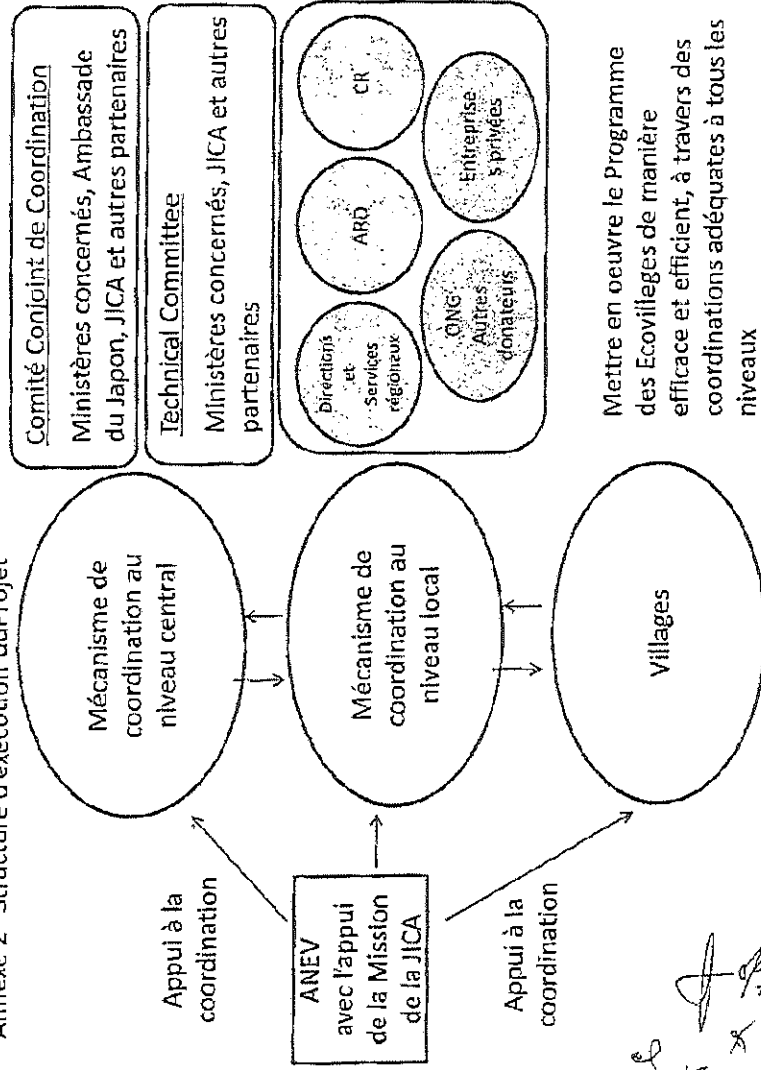 Annexe 2 Structure d'exécution duProjet
Appui à la
coordination
ANEV
avec l'appui
de la Mission
de la JICA
Appui à la
coordination
Mécanisme de
coordination au
niveau central
Mécanisme de
coordination au
niveau local
Villages
Comité Conjoint de Coordination
Ministères concernés, Ambassade
du Japon, JICA et autres partenaires
Technical Committee
Ministères concernés, JICA et autres
partenaires
Directions
et
Services
régionaux
ARD
CR
ONG
Autres
donateurs
Entreprise
s privées
Mettre en oeuvre le Programme
des Ecovilleges de manière
efficace et efficient, à travers des
coordinations adéquates à tous les
niveaux